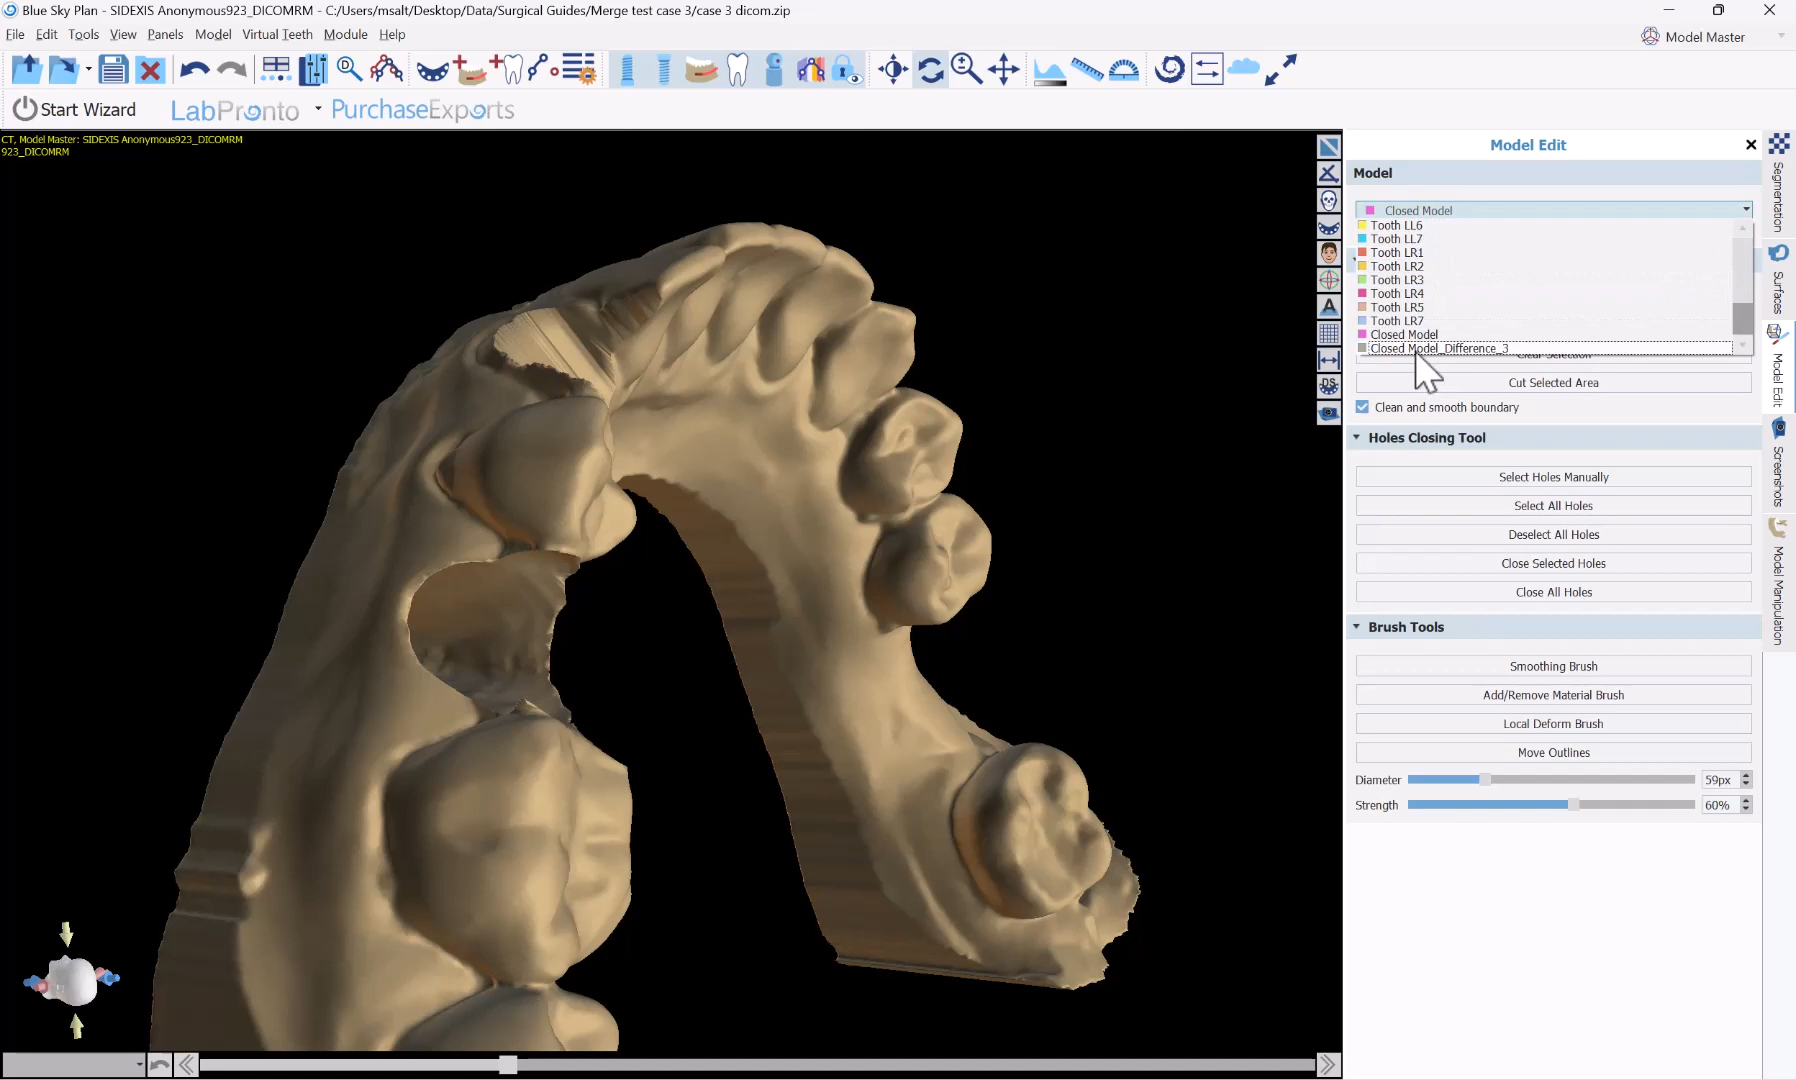 Blue Sky Plan - SIDEXIS Anonymous923_DICOMRM - C:/Users/msalt/Desktop/Data/Surgical Guides/Merge test case 3/case 3 dicom.zip
File Edit Tools View Panels Model Virtual Teeth Module Help
Model Master
Start Wizard LabPronto PurchaseExports
CT, Model Master: SIDEXIS Anonymous923_DICOMRM
923_DICOMRM
Model Edit
Model
Closed Model
Tooth LL6
Tooth LL7
Tooth LR1
Tooth LR2
Tooth LR3
Tooth LR4
Tooth LR5
Tooth LR7
Closed Model
Closed Model_Difference_3
Clear Selection
Cut Selected Area
Clean and smooth boundary
Holes Closing Tool
Select Holes Manually
Select All Holes
Deselect All Holes
Close Selected Holes
Close All Holes
Brush Tools
Smoothing Brush
Add/Remove Material Brush
Local Deform Brush
Move Outlines
Diameter 59px
Strength 60%
Segmentation
Surfaces
Model Edit
Screenshots
Model Manipulation
DS